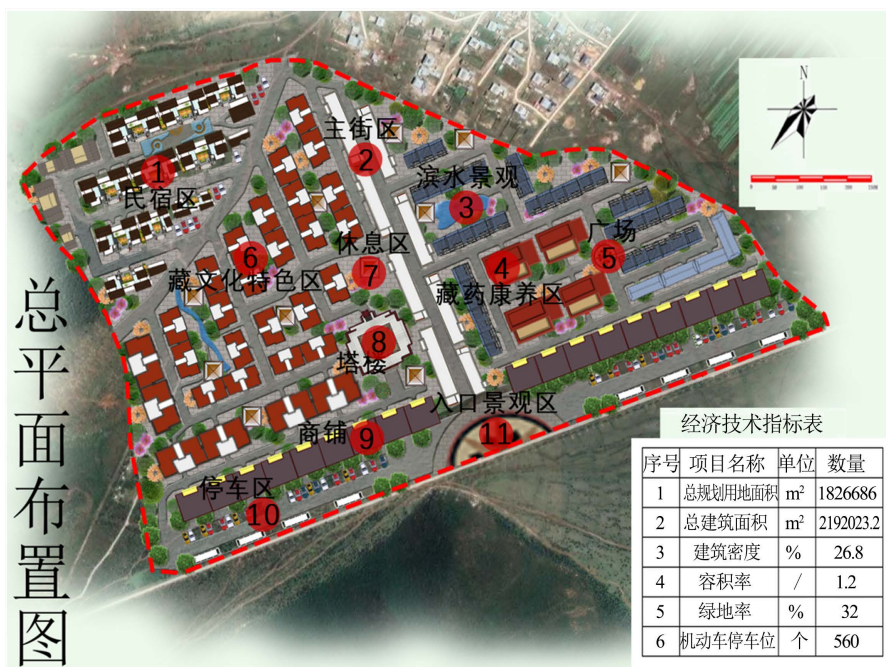 总平面布置图
N
0 50 100 150 250M
主街区
2
1
民宿区
滨水景观
3
广场
5
休息区
7
6
藏文化特色区
4
藏药康养区
8
塔楼
入口景观区
11
商铺
9
停车区
10
经济技术指标表
序号 项目名称 单位 数量
1 总规划用地面积 m² 1826686
2 总建筑面积 m² 2192023.2
3 建筑密度 % 26.8
4 容积率 / 1.2
5 绿地率 % 32
6 机动车停车位 个 560